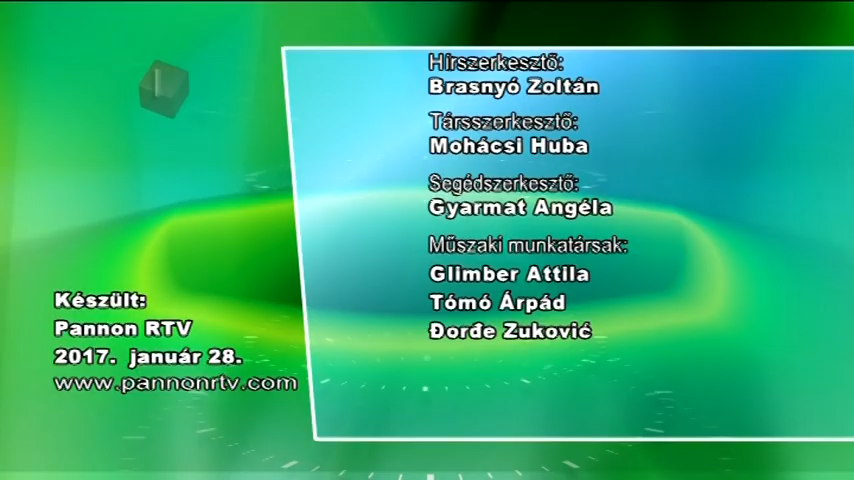 Hírszerkesztő:
Brasnyó Zoltán
Társszerkesztő:
Mohácsi Huba
Segédszerkesztő:
Gyarmat Angéla
Műszaki munkatársak:
Glimber Attila
Tómó Árpád
Đorđe Zuković
Készült:
Pannon RTV
2017. január 28.
www.pannonrtv.com